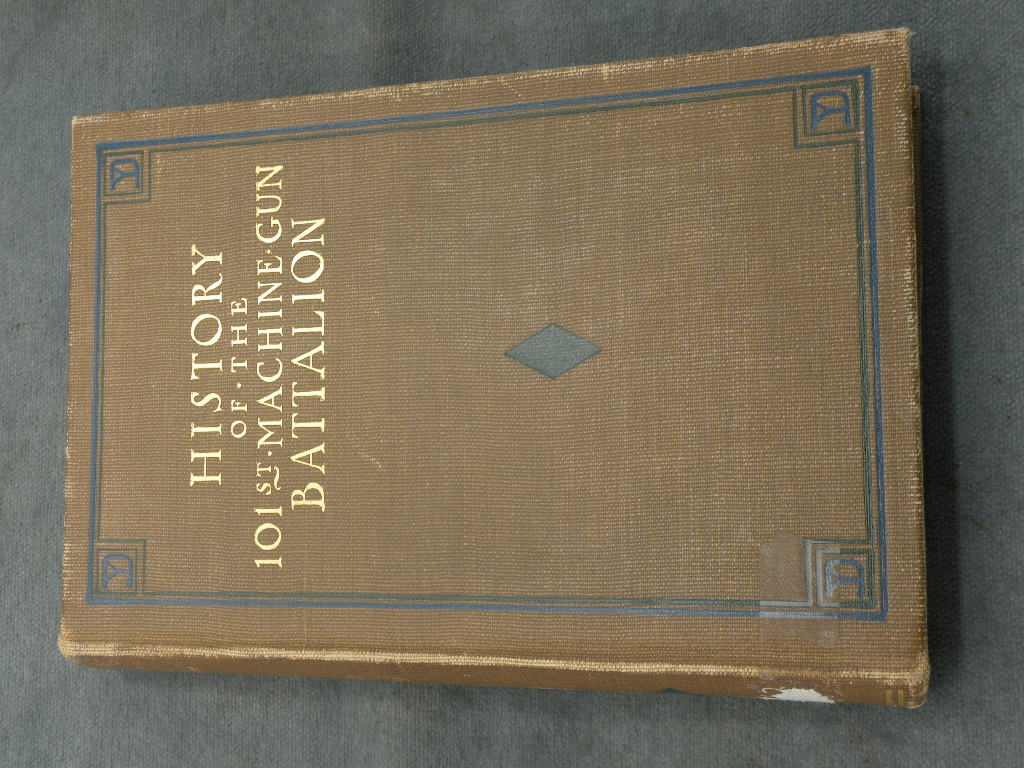 HISTORY
OF·THE
101ST·MACHINE·GUN
BATTALION